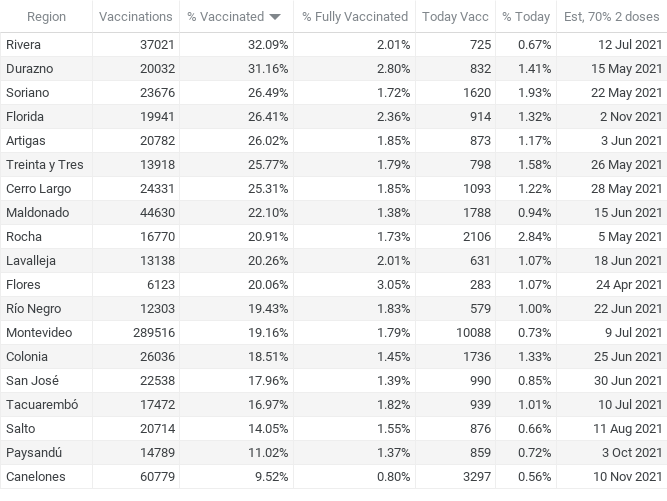 Region Vaccinations % Vaccinated % Fully Vaccinated Today Vacc % Today Est, 70% 2 doses
Rivera 37021 32.09% 2.01% 725 0.67% 12 Jul 2021
Durazno 20032 31.16% 2.80% 832 1.41% 15 May 2021
Soriano 23676 26.49% 1.72% 1620 1.93% 22 May 2021
Florida 19941 26.41% 2.36% 914 1.32% 2 Nov 2021
Artigas 20782 26.02% 1.85% 873 1.17% 3 Jun 2021
Treinta y Tres 13918 25.77% 1.79% 798 1.58% 26 May 2021
Cerro Largo 24331 25.31% 1.85% 1093 1.22% 28 May 2021
Maldonado 44630 22.10% 1.38% 1788 0.94% 15 Jun 2021
Rocha 16770 20.91% 1.73% 2106 2.84% 5 May 2021
Lavalleja 13138 20.26% 2.01% 631 1.07% 18 Jun 2021
Flores 6123 20.06% 3.05% 283 1.07% 24 Apr 2021
Río Negro 12303 19.43% 1.83% 579 1.00% 22 Jun 2021
Montevideo 289516 19.16% 1.79% 10088 0.73% 9 Jul 2021
Colonia 26036 18.51% 1.45% 1736 1.33% 25 Jun 2021
San José 22538 17.96% 1.39% 990 0.85% 30 Jun 2021
Tacuarembó 17472 16.97% 1.82% 939 1.01% 10 Jul 2021
Salto 20714 14.05% 1.55% 876 0.66% 11 Aug 2021
Paysandú 14789 11.02% 1.37% 859 0.72% 3 Oct 2021
Canelones 60779 9.52% 0.80% 3297 0.56% 10 Nov 2021